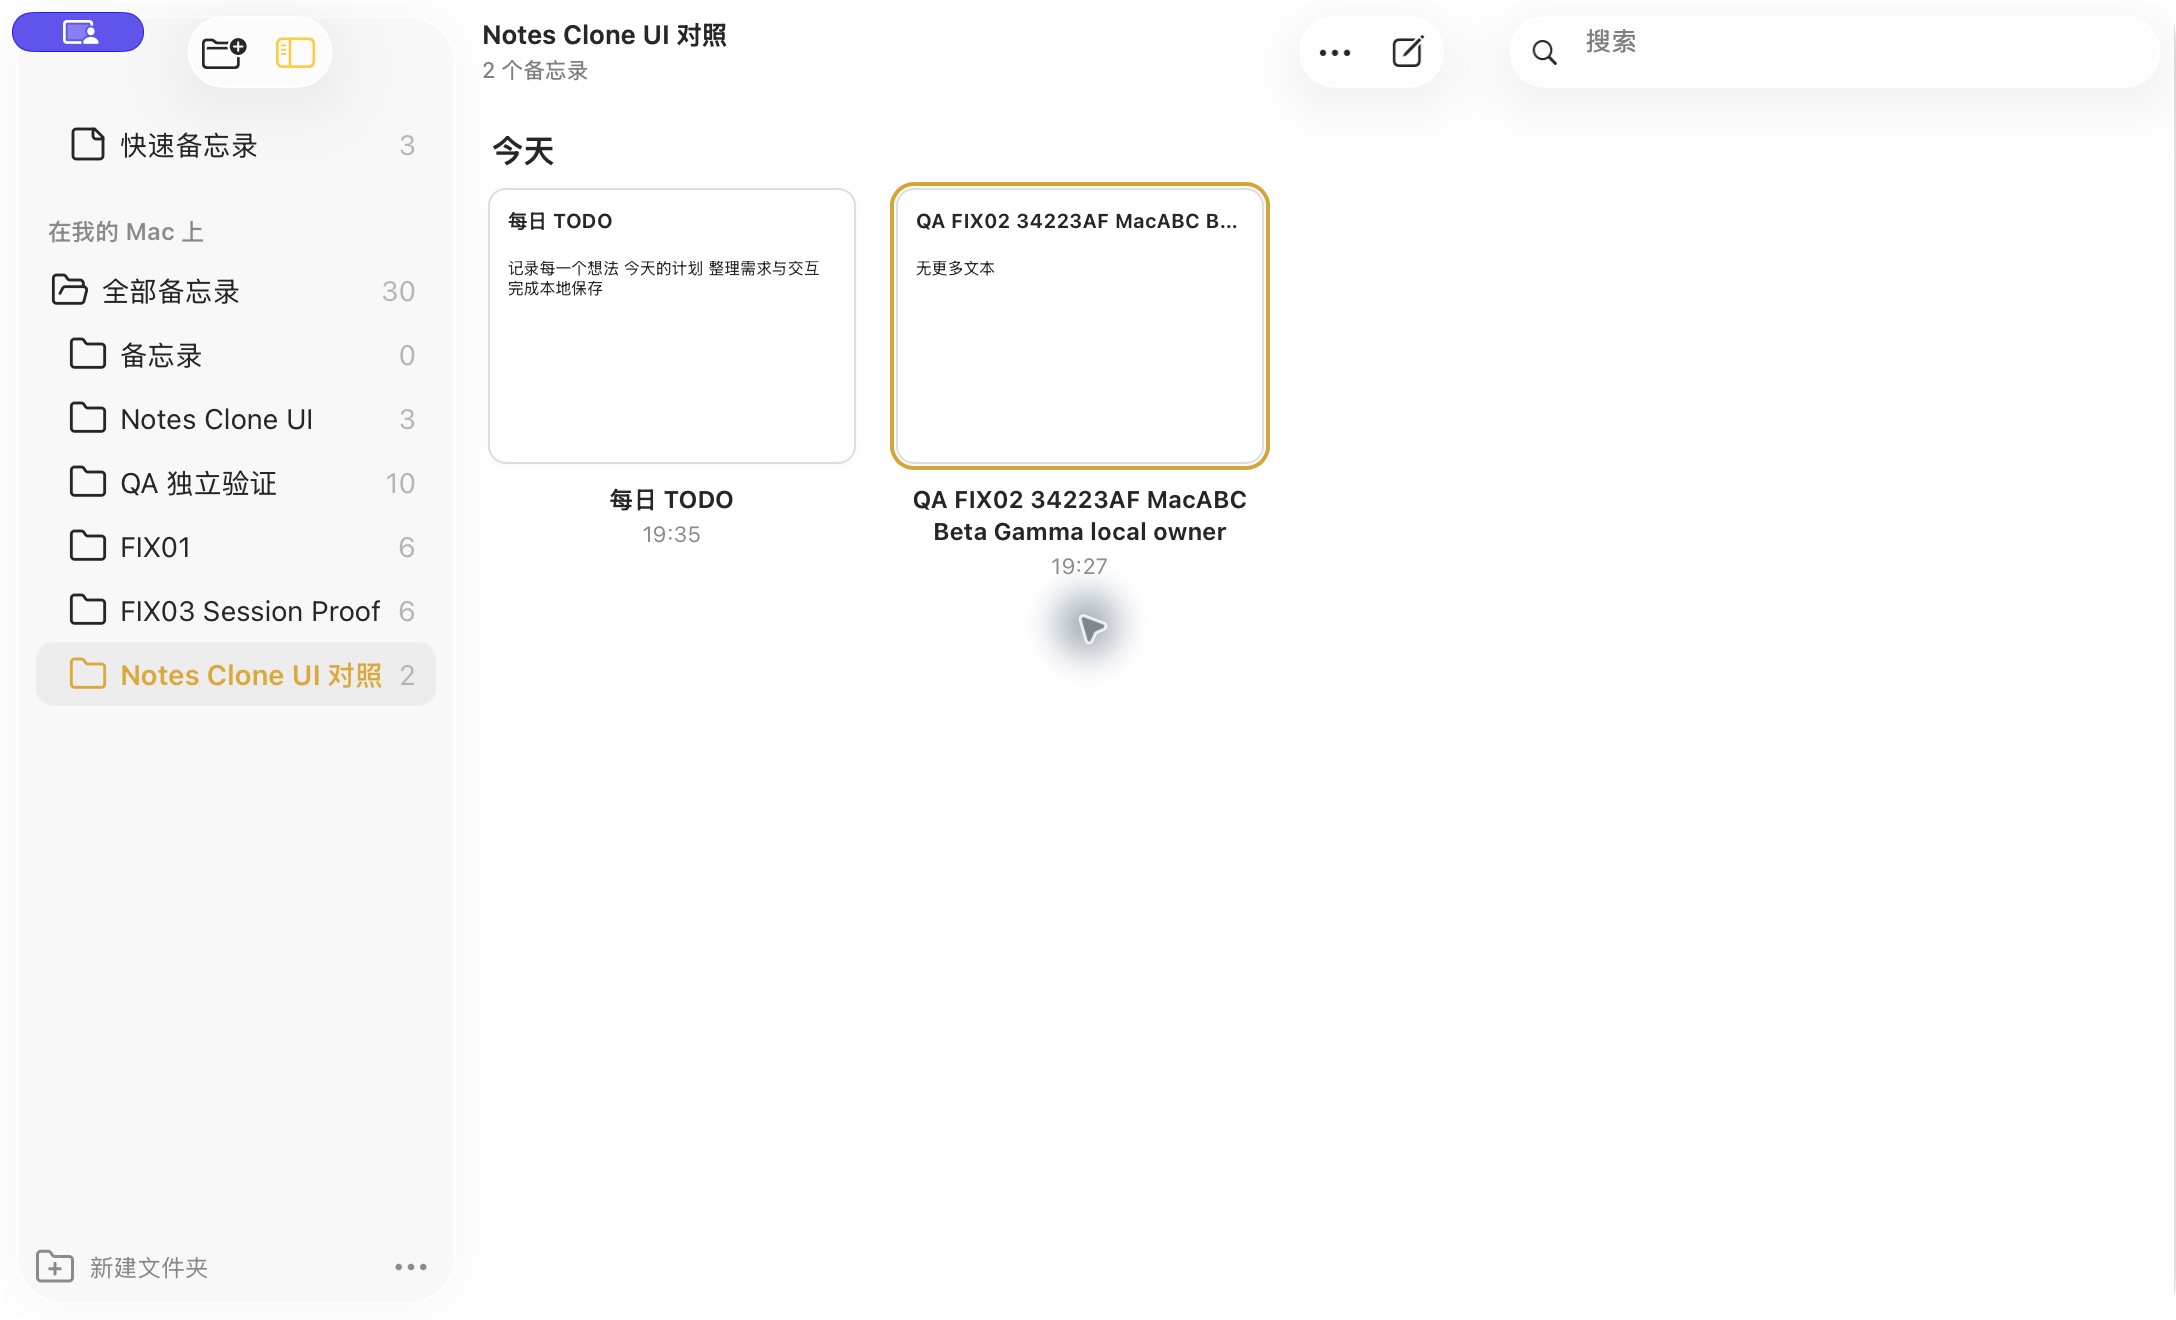 Notes Clone UI 对照
2 个备忘录
搜索
快速备忘录 3
在我的 Mac 上
全部备忘录 30
备忘录 0
Notes Clone UI 3
QA 独立验证 10
FIX01 6
FIX03 Session Proof 6
Notes Clone UI 对照 2
新建文件夹
今天
每日 TODO
记录每一个想法 今天的计划 整理需求与交互
完成本地保存
每日 TODO
19:35
QA FIX02 34223AF MacABC B...
无更多文本
QA FIX02 34223AF MacABC
Beta Gamma local owner
19:27